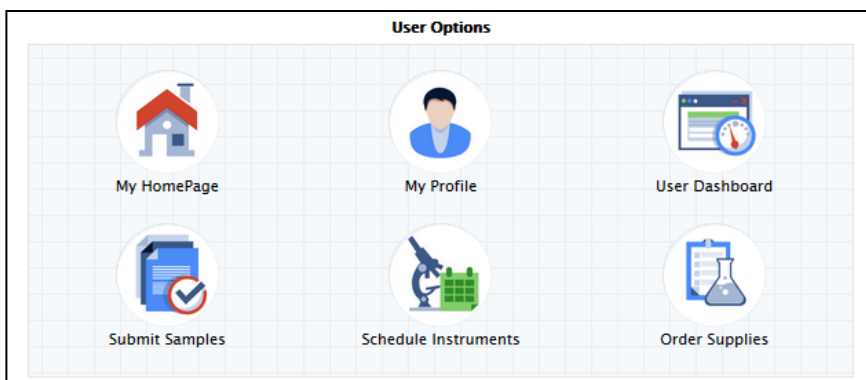 User Options
My HomePage
My Profile
User Dashboard
Submit Samples
Schedule Instruments
Order Supplies